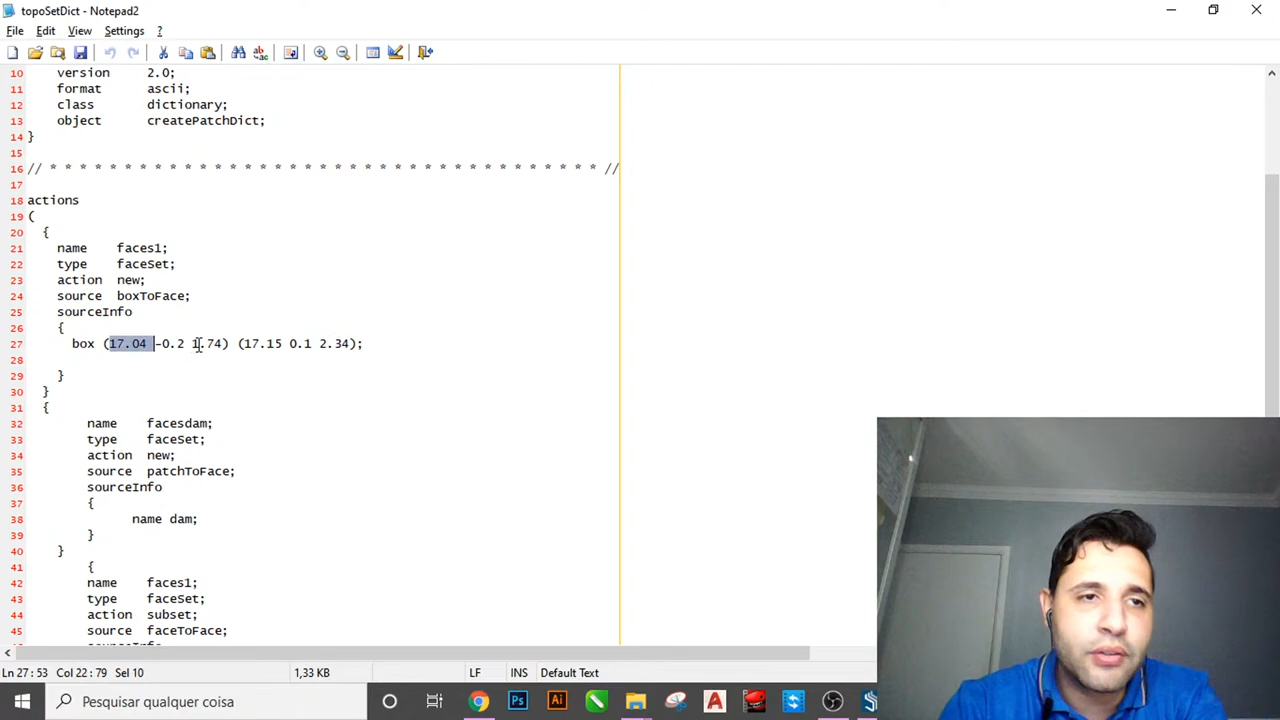 topoSetDict - Notepad2
File Edit View Settings ?
10 version 2.0;
11 format ascii;
12 class dictionary;
13 object createPatchDict;
14 }
15
16 // * * * * * * * * * * * * * * * * * * * * * * * * * * * * * * * * * * * * * //
17
18 actions
19 (
20 {
21 name faces1;
22 type faceSet;
23 action new;
24 source boxToFace;
25 sourceInfo
26 {
27 box (17.04 -0.2 1.74) (17.15 0.1 2.34);
28
29 }
30 }
31 {
32 name facesdam;
33 type faceSet;
34 action new;
35 source patchToFace;
36 sourceInfo
37 {
38 name dam;
39 }
40 }
41 {
42 name faces1;
43 type faceSet;
44 action subset;
45 source faceToFace;
Ln 27 : 53 Col 22 : 79 Sel 10 1,33 KB LF INS Default Text
Pesquisar qualquer coisa